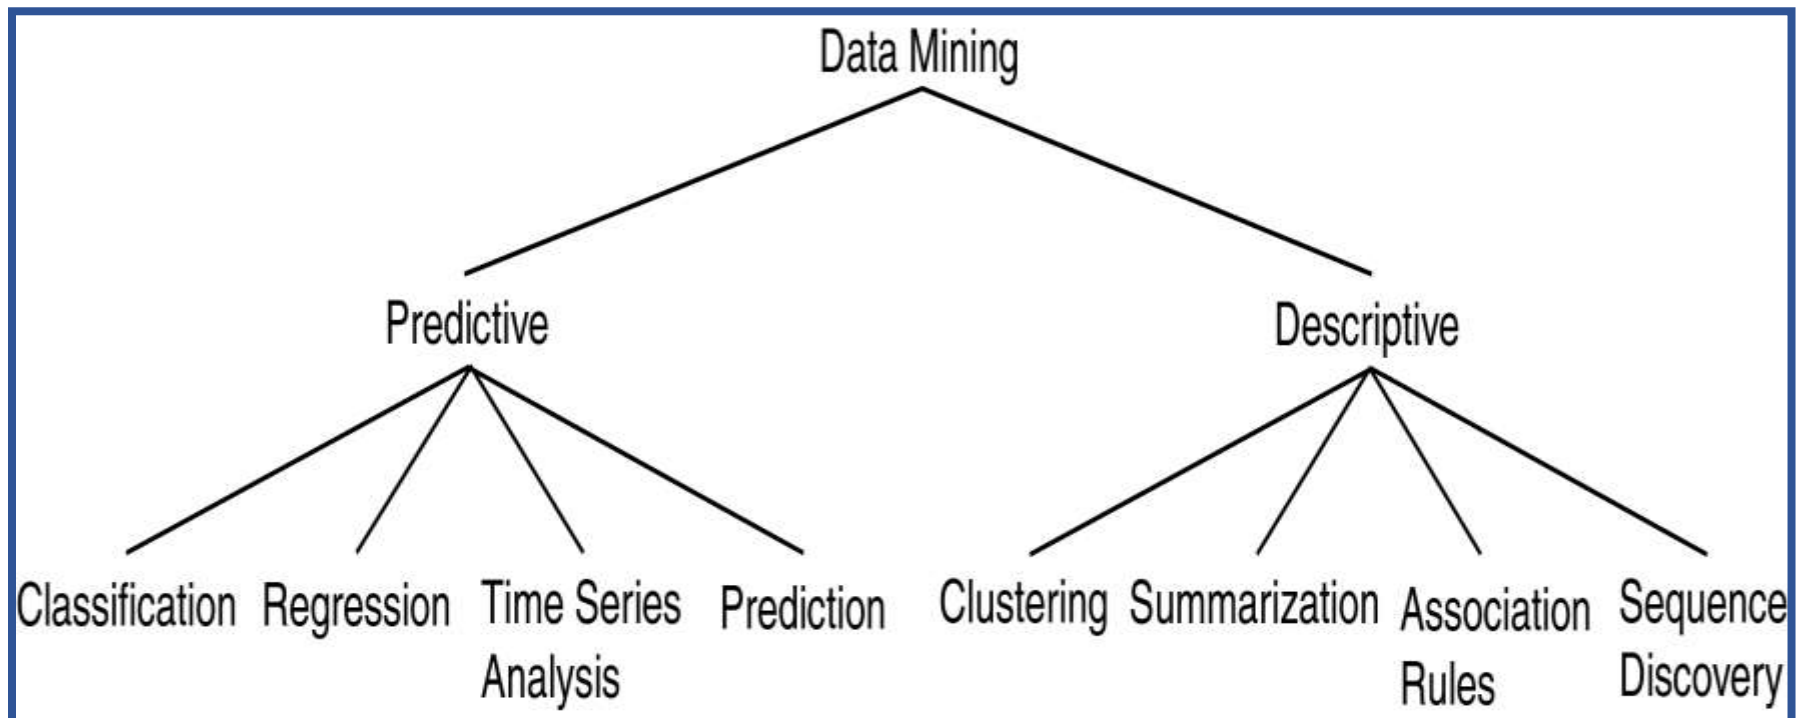 Data Mining
Predictive
Descriptive
Classification
Regression
Time Series
Analysis
Prediction
Clustering
Summarization
Association
Rules
Sequence
Discovery